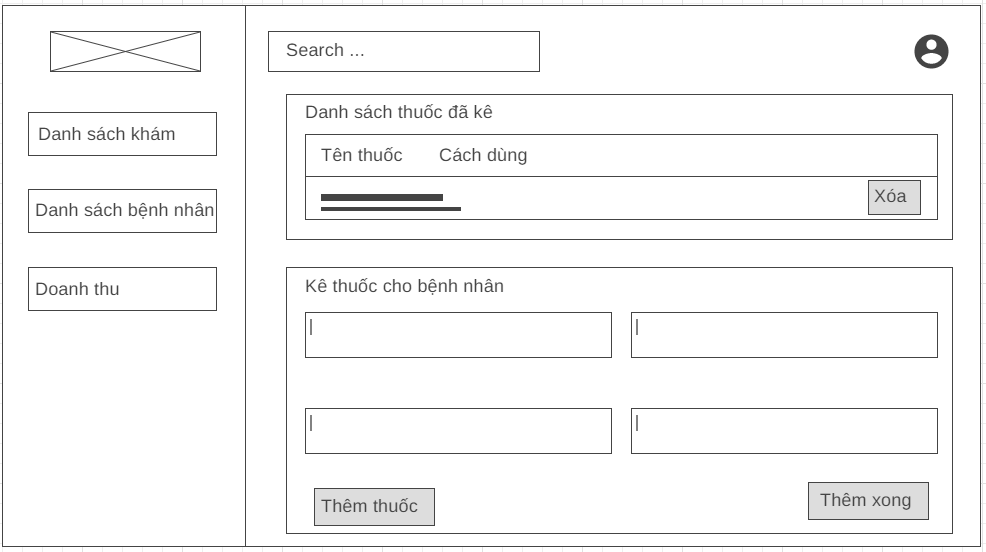 Search ...
Danh sách khám
Danh sách bệnh nhân
Doanh thu
Danh sách thuốc đã kê
Tên thuốc Cách dùng
Xóa
Kê thuốc cho bệnh nhân
Thêm thuốc
Thêm xong